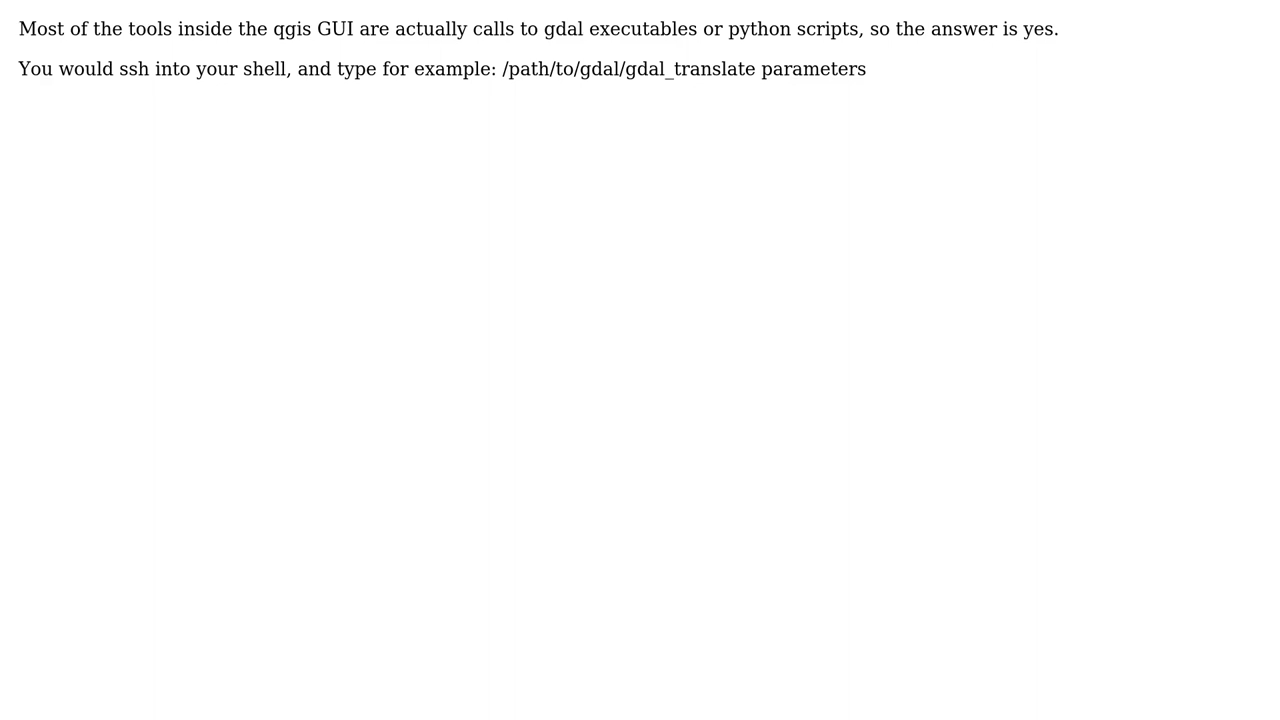 Most of the tools inside the qgis GUI are actually calls to gdal executables or python scripts, so the answer is yes.
You would ssh into your shell, and type for example: /path/to/gdal/gdal_translate parameters